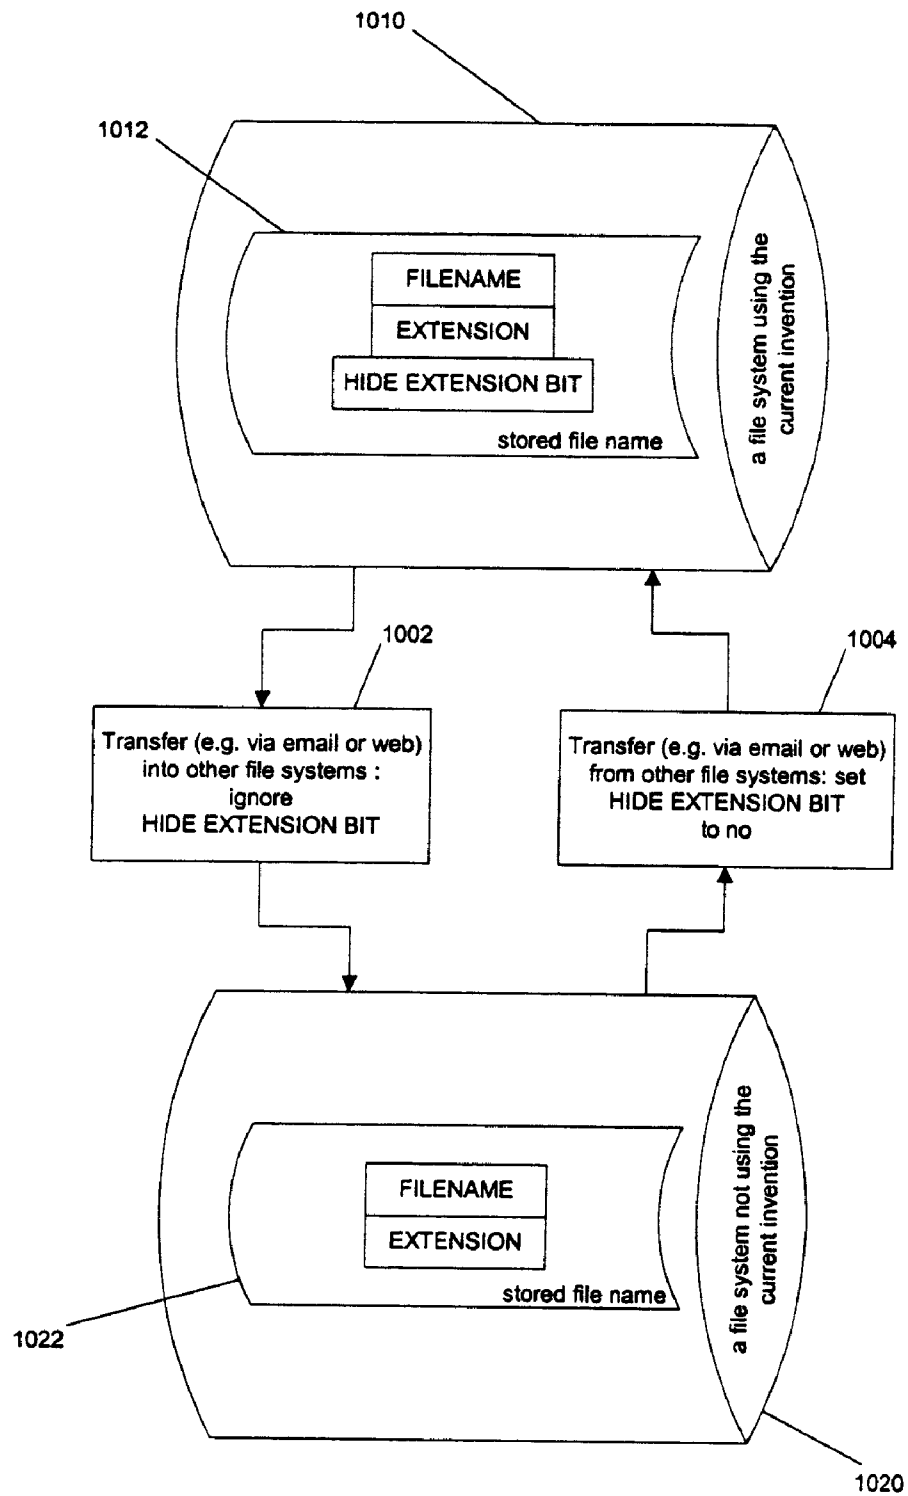 1010
1012
FILENAME
EXTENSION
HIDE EXTENSION BIT
stored file name
a file system using the
current invention
1002
Transfer (e.g. via email or web)
into other file systems :
ignore
HIDE EXTENSION BIT
1004
Transfer (e.g. via email or web)
from other file systems: set
HIDE EXTENSION BIT
to no
FILENAME
EXTENSION
stored file name
a file system not using the
current invention
1022
1020